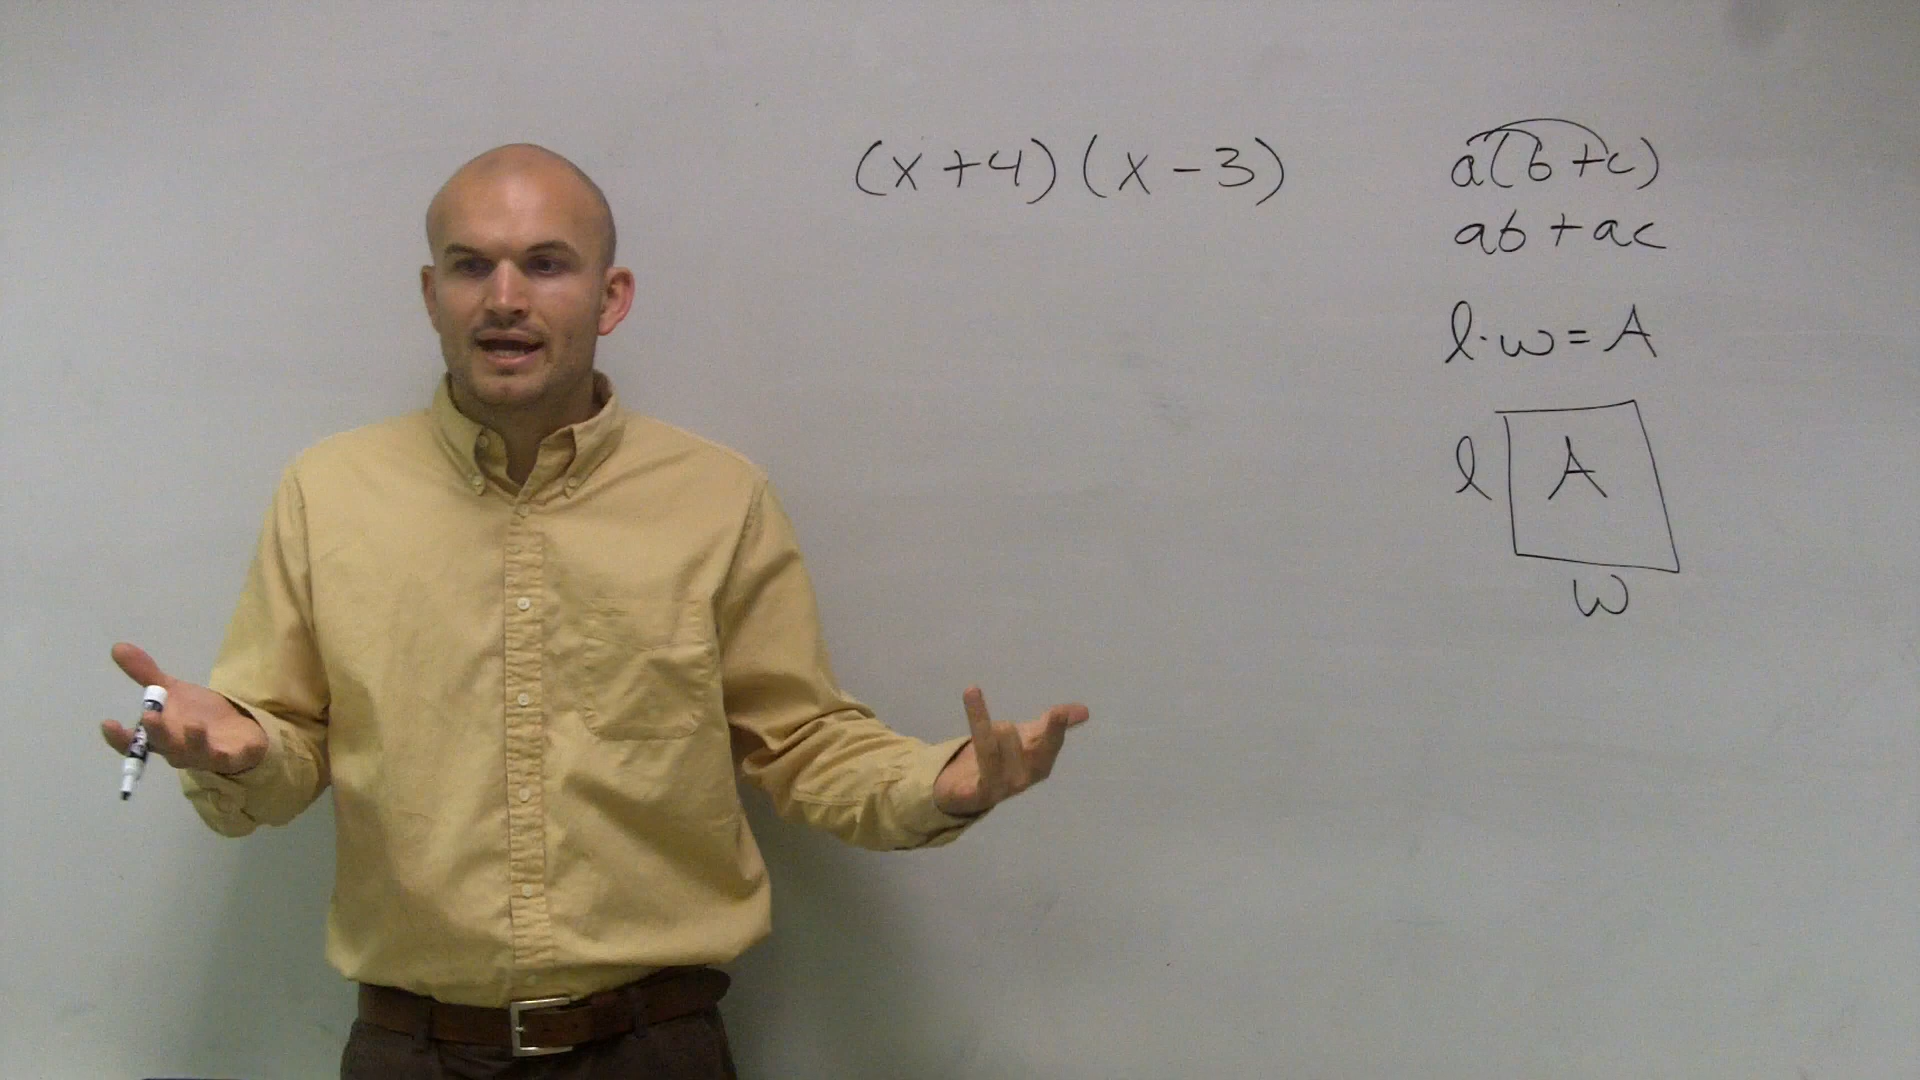 (x+4)(x-3)
a(b+c)
ab+ac
l·w=A
l A
w